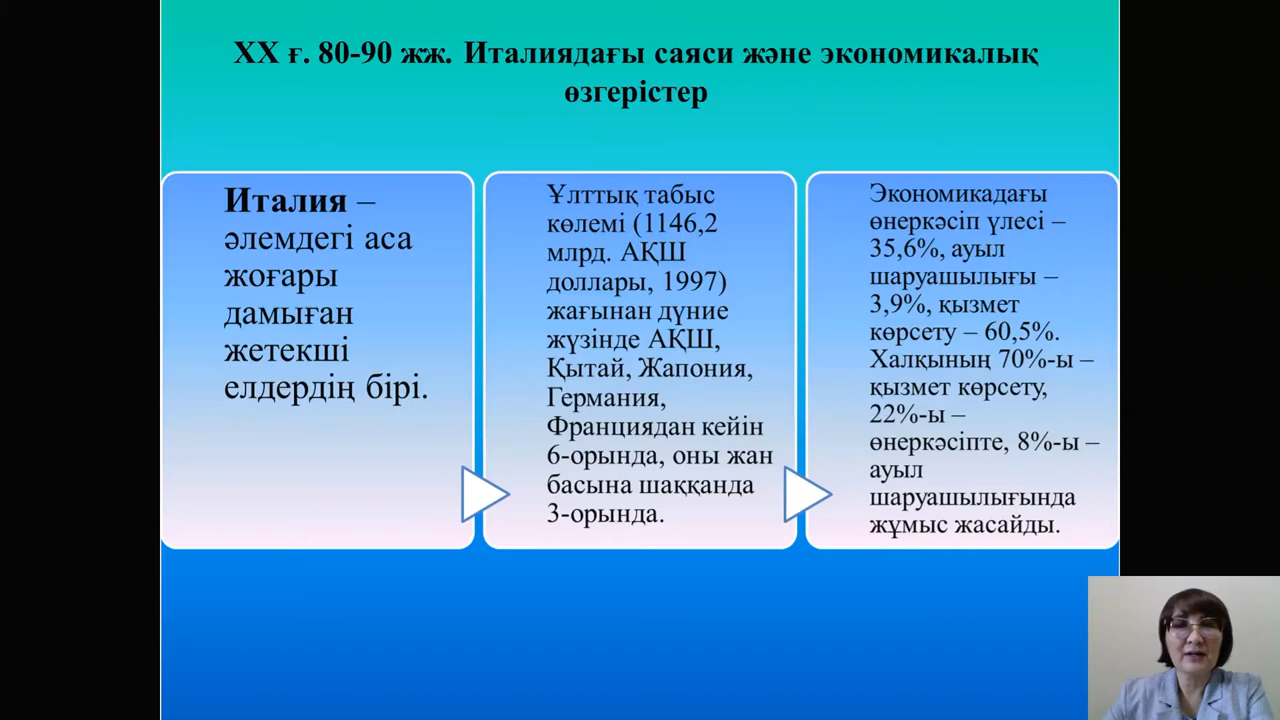 ХХ ғ. 80-90 жж. Италиядағы саяси және экономикалық
өзгерістер
Италия –
әлемдегі аса
жоғары
дамыған
жетекші
елдердің бірі.
Ұлттық табыс
көлемі (1146,2
млрд. АҚШ
доллары, 1997)
жағынан дүние
жүзінде АҚШ,
Қытай, Жапония,
Германия,
Франциядан кейін
6-орында, оны жан
басына шаққанда
3-орында.
Экономикадағы
өнеркәсіп үлесі –
35,6%, ауыл
шаруашылығы –
3,9%, қызмет
көрсету – 60,5%.
Халқының 70%-ы –
қызмет көрсету,
22%-ы –
өнеркәсіпте, 8%-ы –
ауыл
шаруашылығында
жұмыс жасайды.